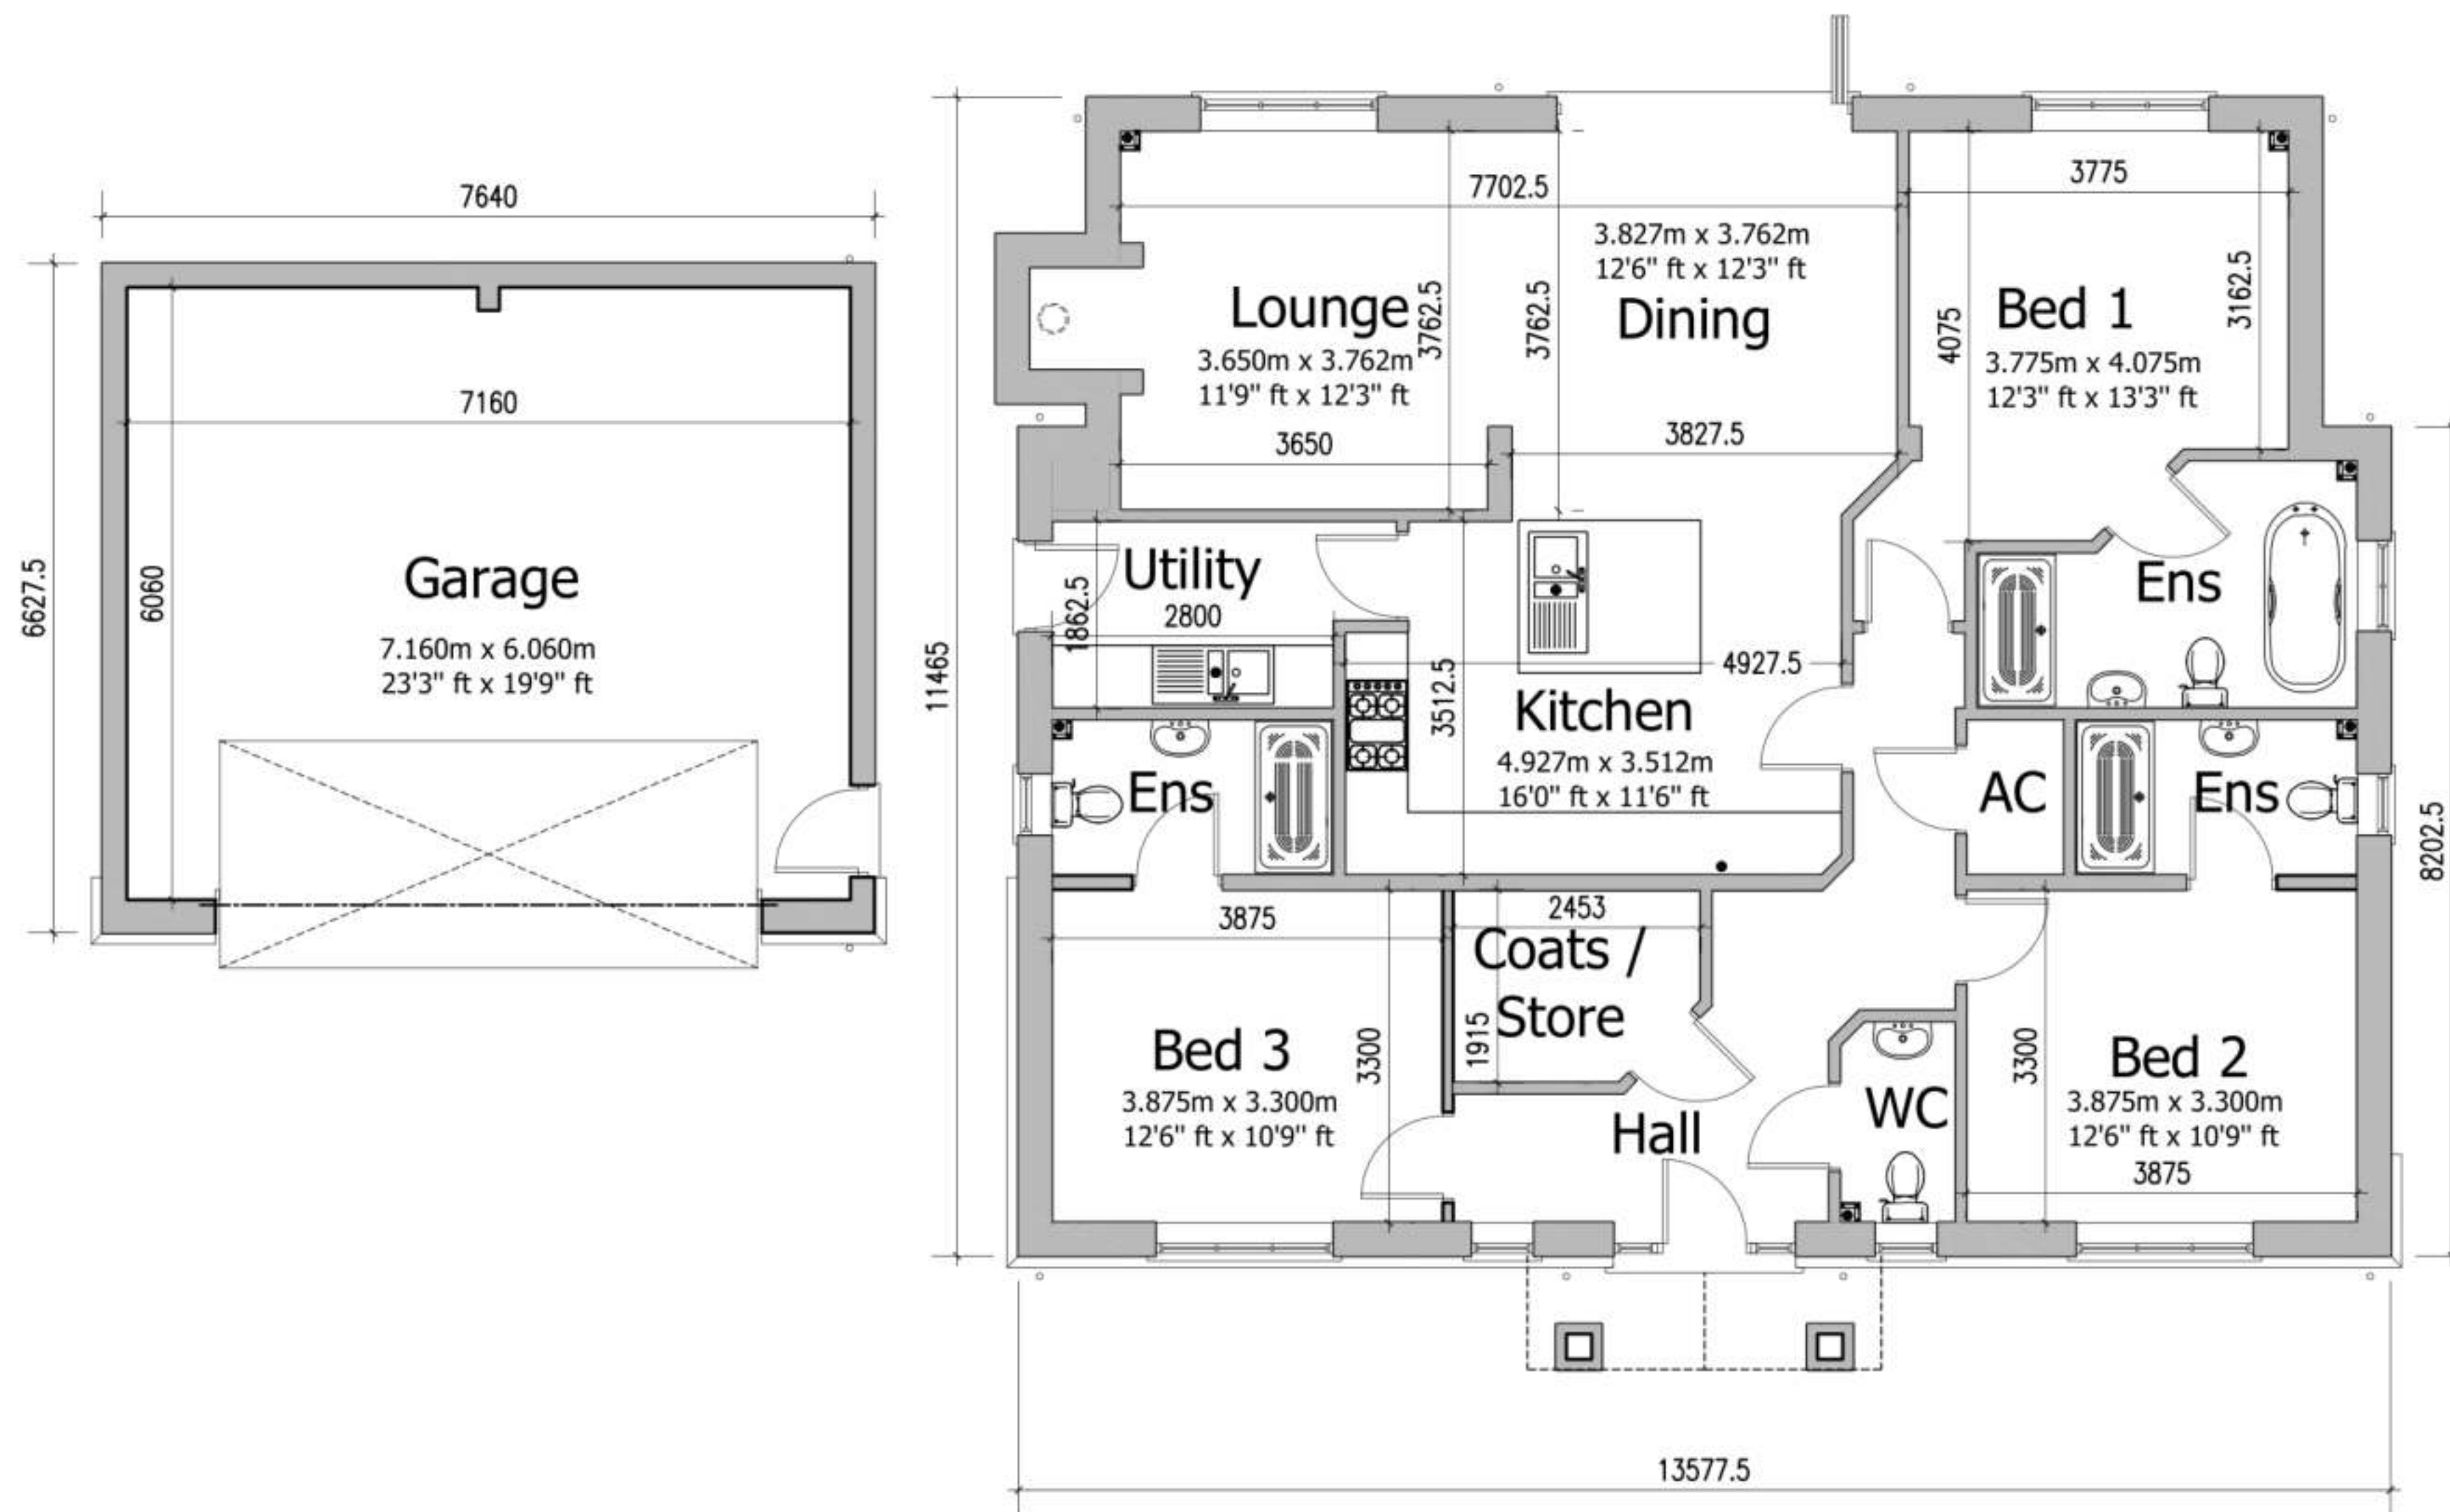 7640
6627.5
6060
7160
Garage
7.160m x 6.060m
23'3" ft x 19'9" ft
11465
7702.5
3.827m x 3.762m
12'6" ft x 12'3" ft
Dining
Lounge
3.650m x 3.762m
11'9" ft x 12'3" ft
3762.5
3762.5
3650
3827.5
3775
Bed 1
3.775m x 4.075m
12'3" ft x 13'3" ft
4075
3162.5
Utility
1862.5
2800
4927.5
3512.5
Kitchen
4.927m x 3.512m
16'0" ft x 11'6" ft
Ens
Ens
AC
Ens
8202.5
3875
2453
Coats /
Store
1915
Bed 3
3.875m x 3.300m
12'6" ft x 10'9" ft
3300
Hall
WC
3300
Bed 2
3.875m x 3.300m
12'6" ft x 10'9" ft
3875
13577.5